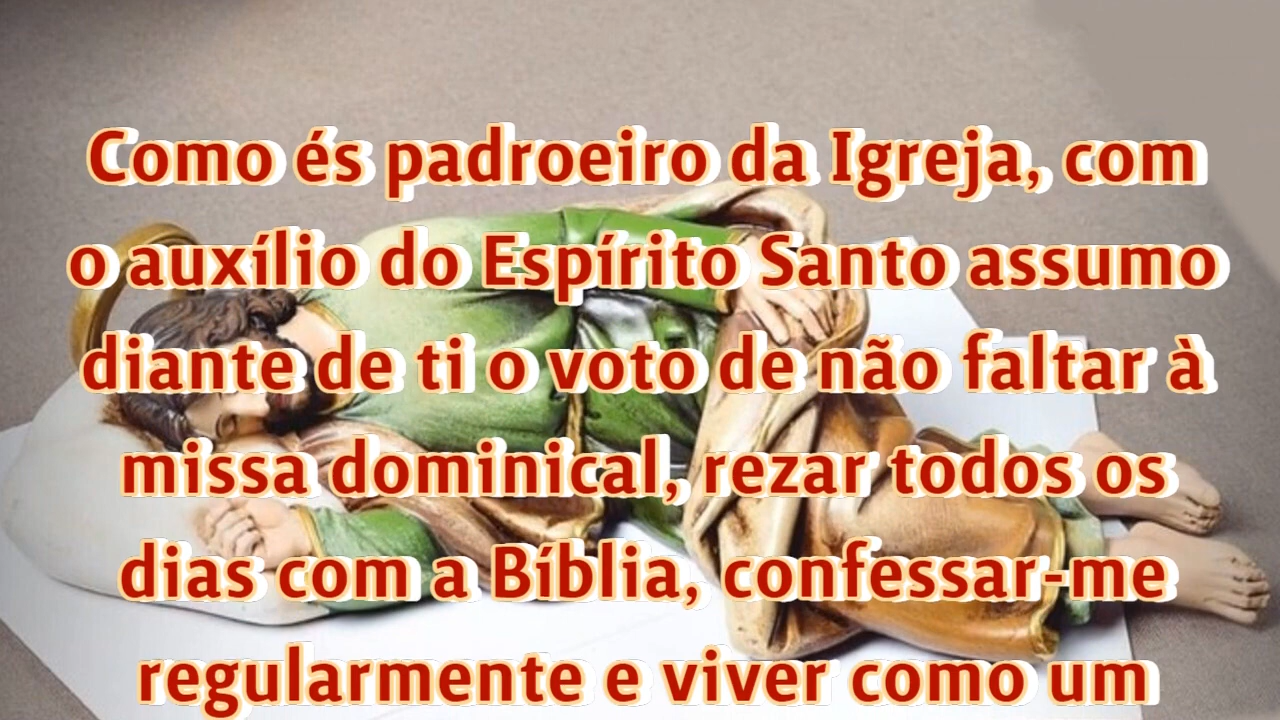 Como és padroeiro da Igreja, com
o auxílio do Espírito Santo assumo
diante de ti o voto de não faltar à
missa dominical, rezar todos os
dias com a Bíblia, confessar-me
regularmente e viver como um